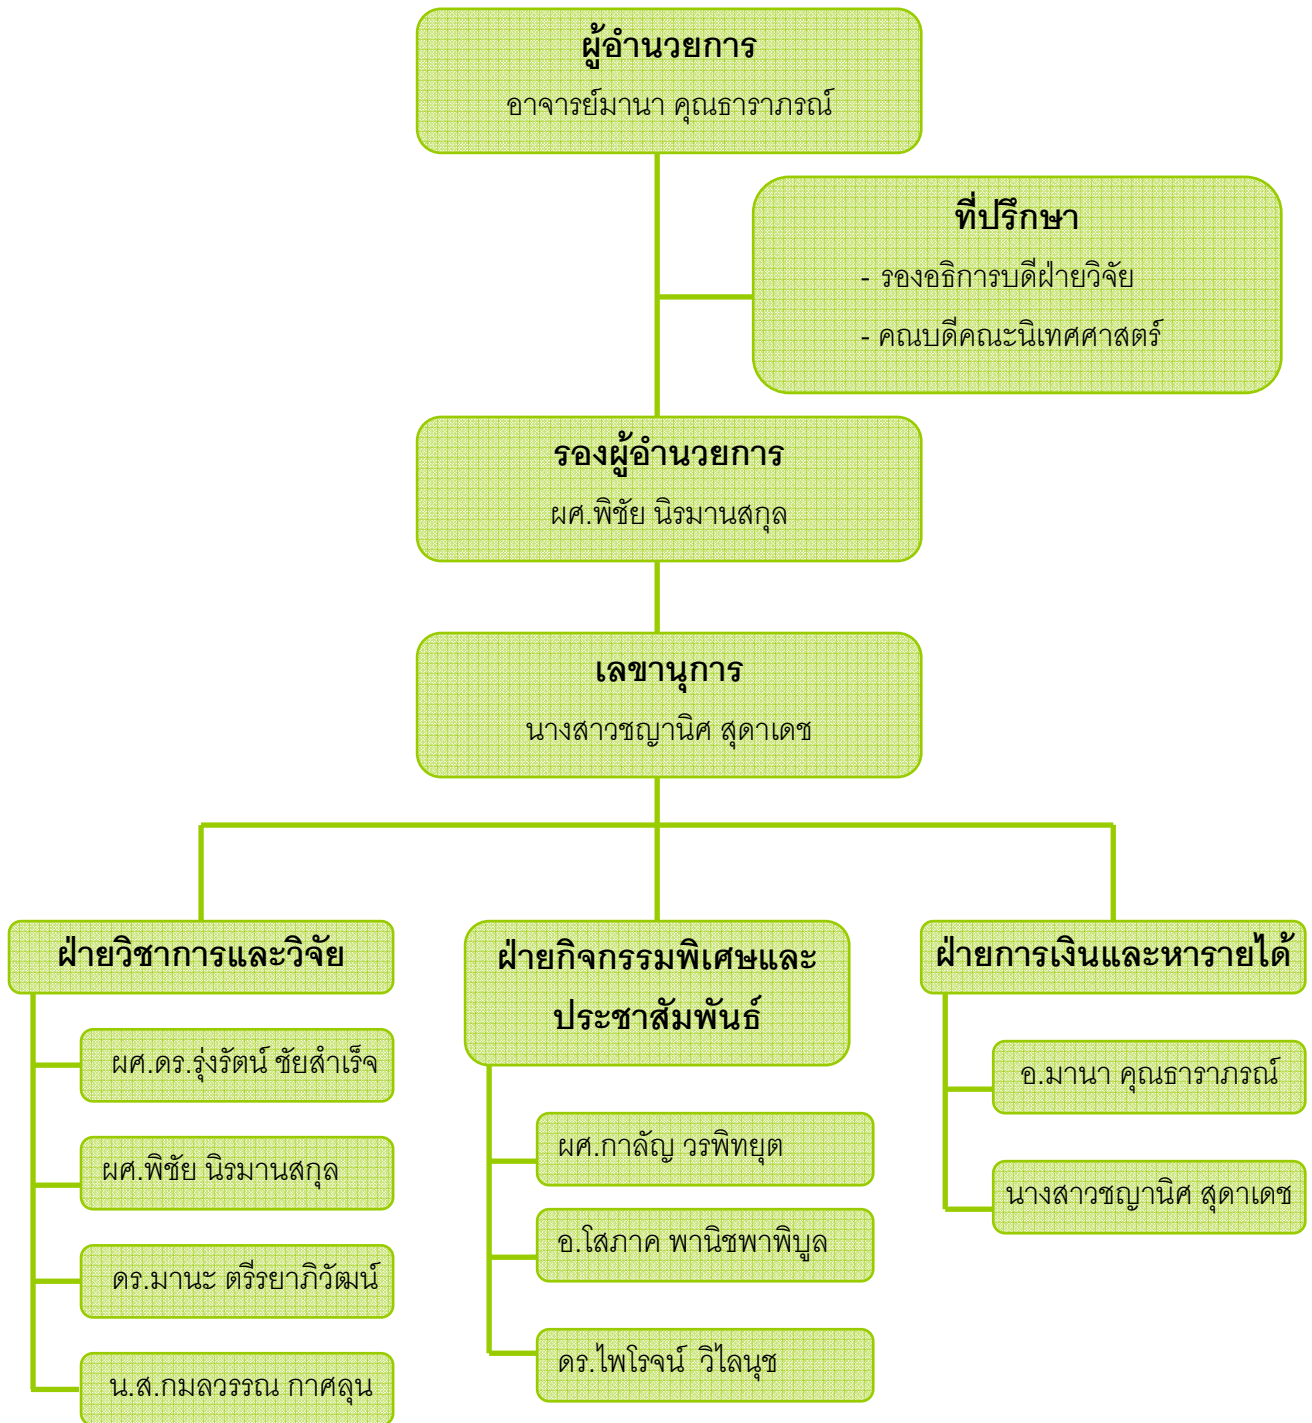 ผู้อำนวยการ
อาจารย์มานา คุณธาราภรณ์
ที่ปรึกษา
- รองอธิการบดีฝ่ายวิจัย
- คณบดีคณะนิเทศศาสตร์
รองผู้อำนวยการ
ผศ.พิชัย นิรมานสกุล
เลขานุการ
นางสาวชญานิศ สุดาเดช
ฝ่ายวิชาการและวิจัย
ผศ.ดร.รุ่งรัตน์ ชัยสำเร็จ
ผศ.พิชัย นิรมานสกุล
ดร.มานะ ตรีรยาภิวัฒน์
น.ส.กมลวรรณ กาศลุน
ฝ่ายกิจกรรมพิเศษและ
ประชาสัมพันธ์
ผศ.กาลัญ วรพิทยุต
อ.โสภาค พานิชพาพิบูล
ดร.ไพโรจน์ วิไลนุช
ฝ่ายการเงินและหารายได้
อ.มานา คุณธาราภรณ์
นางสาวชญานิศ สุดาเดช